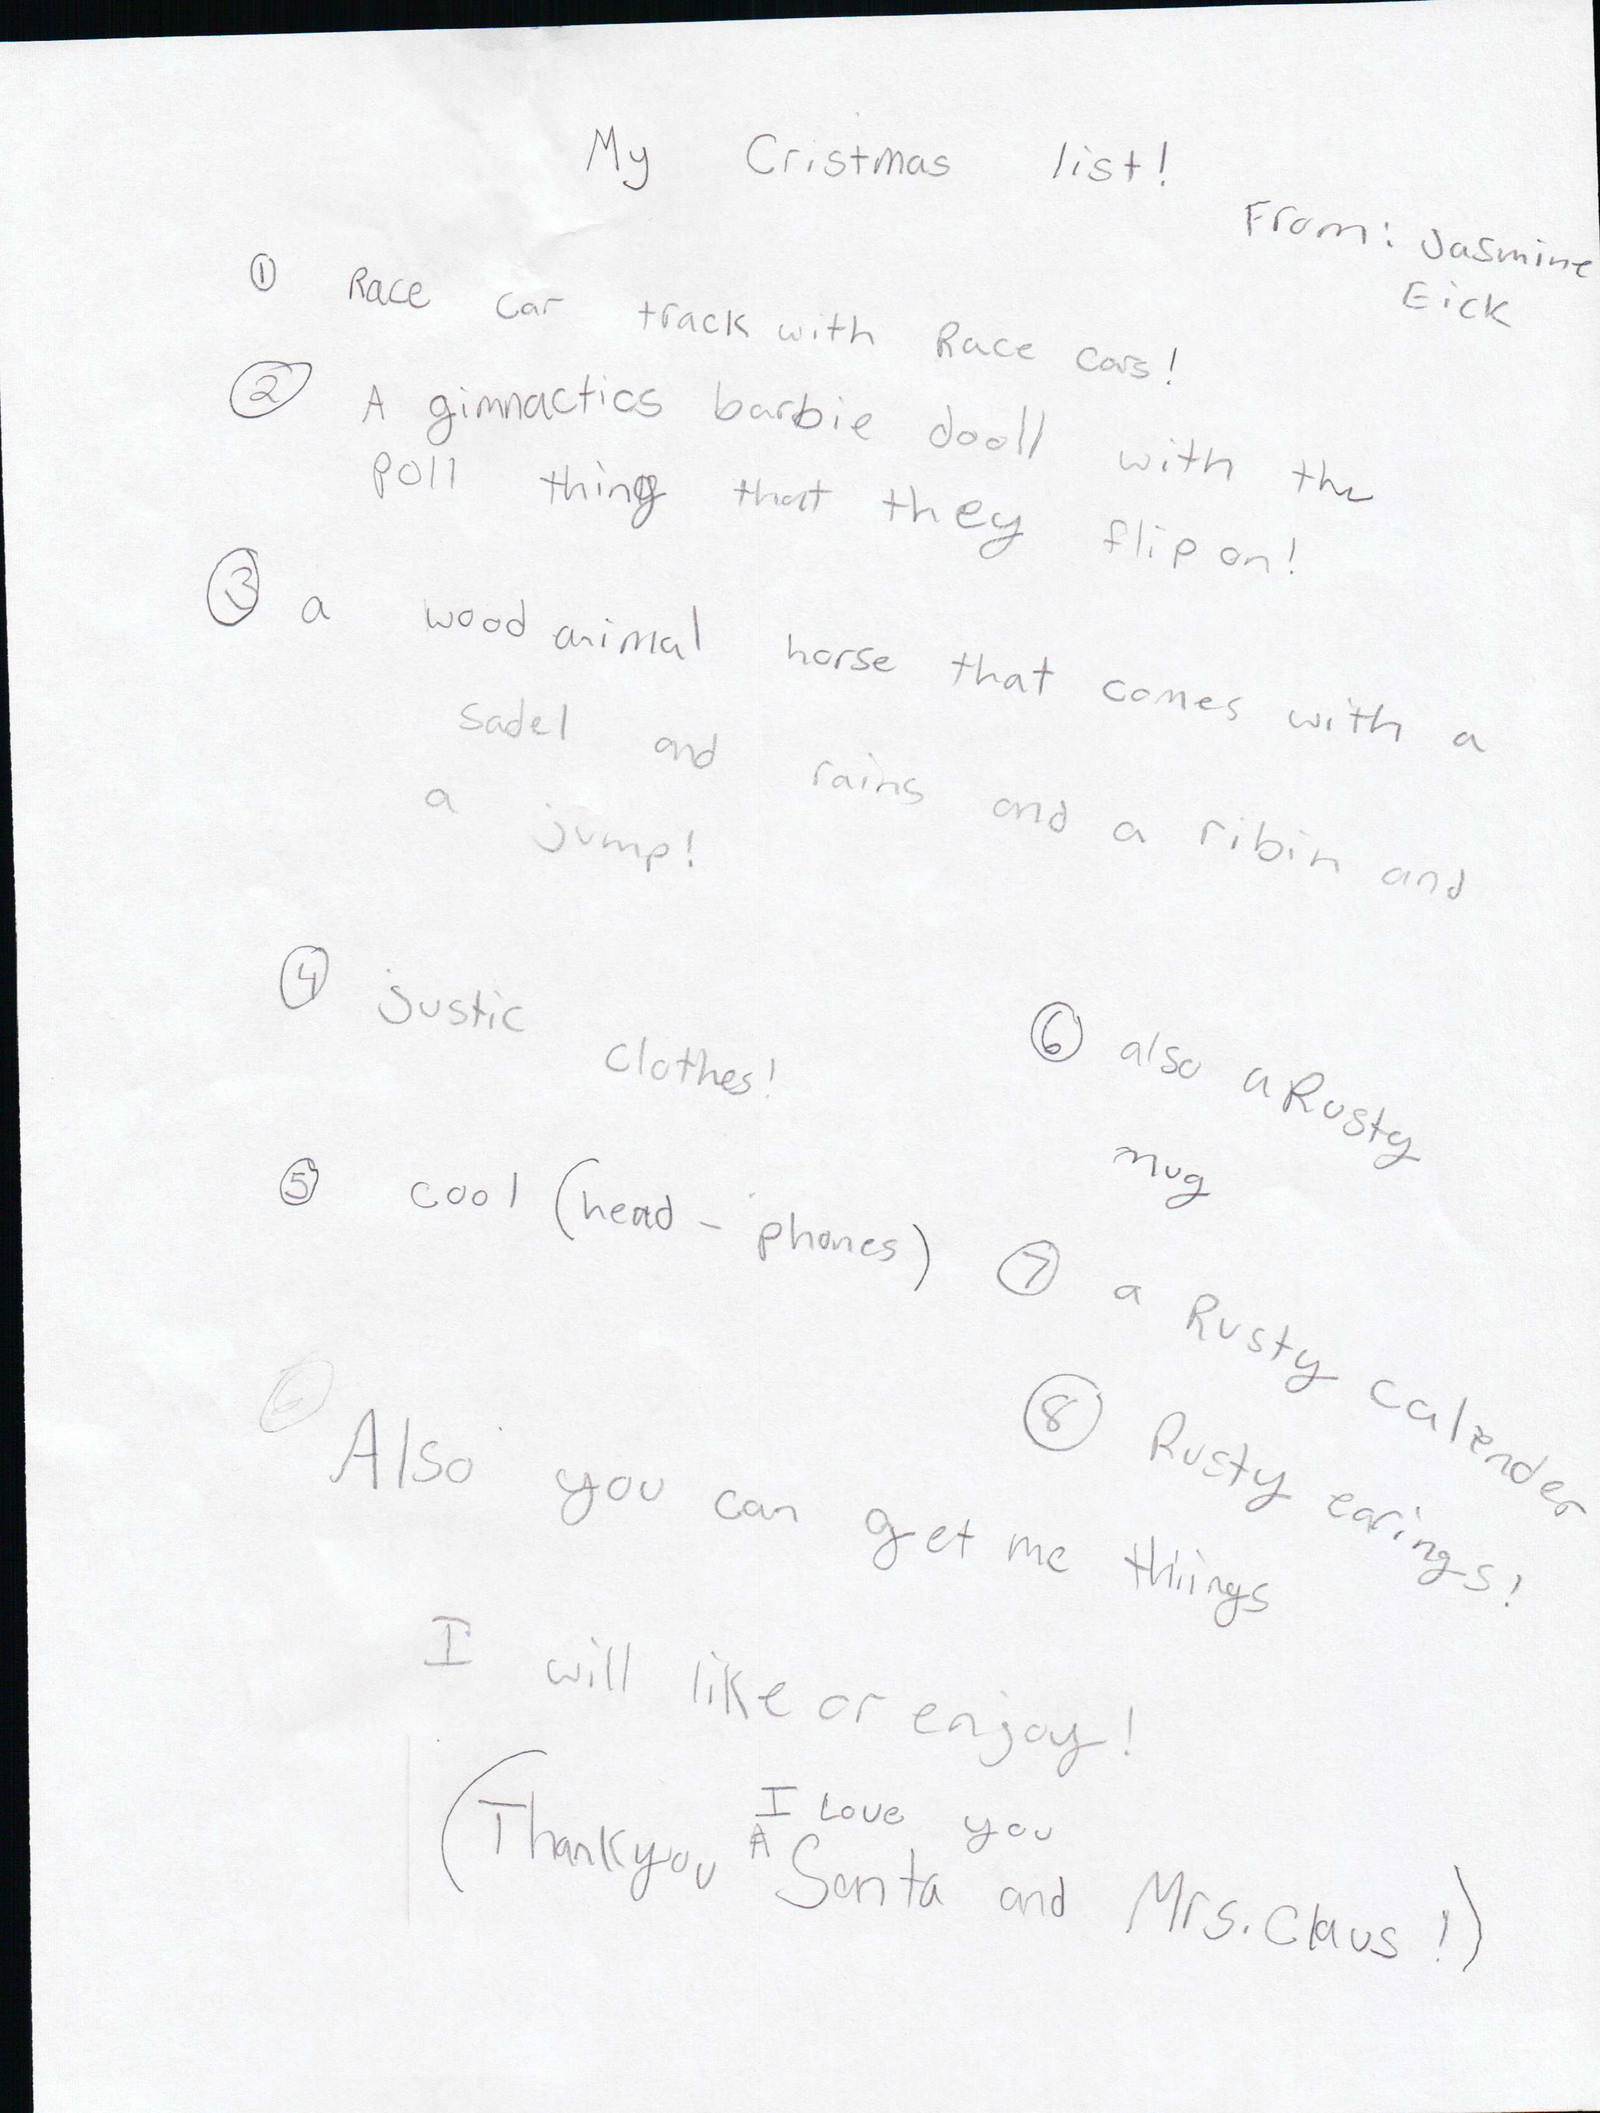 My Cristmas list!
From: Jasmine
Eick
① Race car track with Race cars!
② A gimnactics barbie dooll with the
poll thing that they flip on!
③ a wood animal horse that comes with a
sadel and rains and a ribin and
a jump!
④ justic
clothes!
⑤ cool (head - phones)
⑥ also a Rusty
mug
⑦ a Rusty calender
⑧ Rusty earings!
Also you can get me thiings
I will like or enjoy!
I Love you
(Thankyou ^ Santa and Mrs. Claus!)